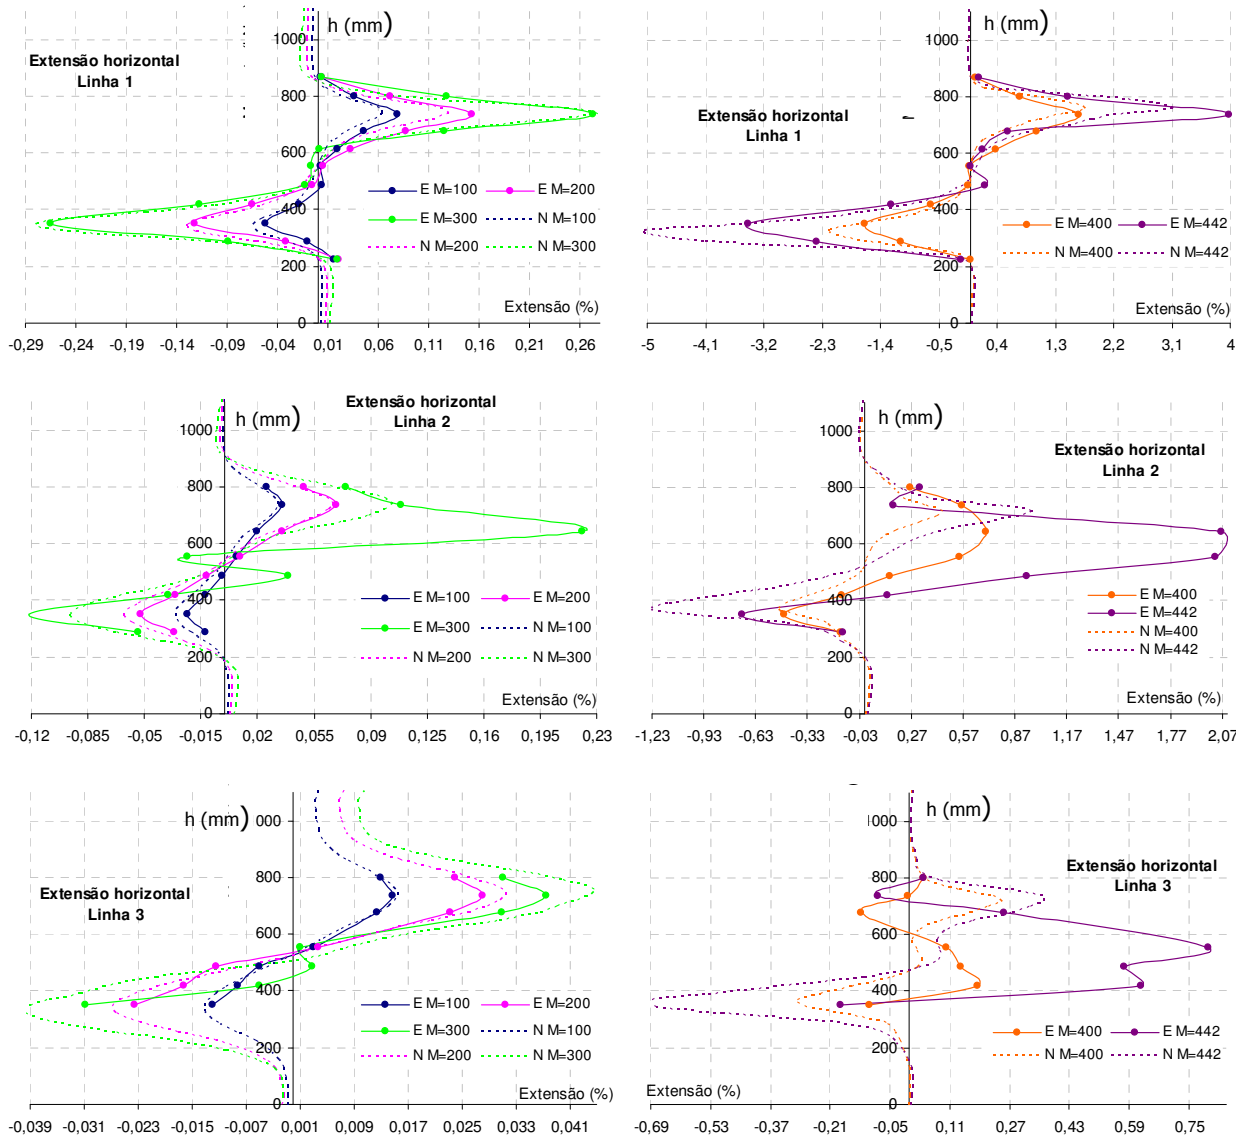 h (mm)
1000
800
600
400
200
0
Extensão horizontal
Linha 1
E M=100 E M=200
E M=300 N M=100
N M=200 N M=300
Extensão (%)
-0,29 -0,24 -0,19 -0,14 -0,09 -0,04 0,01 0,06 0,11 0,16 0,21 0,26
h (mm)
1000
800
600
400
200
0
Extensão horizontal
Linha 1
E M=400 E M=442
N M=400 N M=442
Extensão (%)
-5 -4,1 -3,2 -2,3 -1,4 -0,5 0,4 1,3 2,2 3,1 4
Extensão horizontal
Linha 2
h (mm)
1000
800
600
400
200
0
E M=100 E M=200
E M=300 N M=100
N M=200 N M=300
Extensão (%)
-0,12 -0,085 -0,05 -0,015 0,02 0,055 0,09 0,125 0,16 0,195 0,23
h (mm)
1000
800
600
400
200
0
Extensão horizontal
Linha 2
E M=400
E M=442
N M=400
N M=442
Extensão (%)
-1,23 -0,93 -0,63 -0,33 -0,03 0,27 0,57 0,87 1,17 1,47 1,77 2,07
h (mm)
000
800
600
400
200
0
Extensão horizontal
Linha 3
E M=100 E M=200
E M=300 N M=100
N M=200 N M=300
Extensão (%)
-0,039 -0,031 -0,023 -0,015 -0,007 0,001 0,009 0,017 0,025 0,033 0,041
h (mm)
000
800
600
400
200
0
Extensão horizontal
Linha 3
E M=400 E M=442
N M=400 N M=442
Extensão (%)
-0,69 -0,53 -0,37 -0,21 -0,05 0,11 0,27 0,43 0,59 0,75